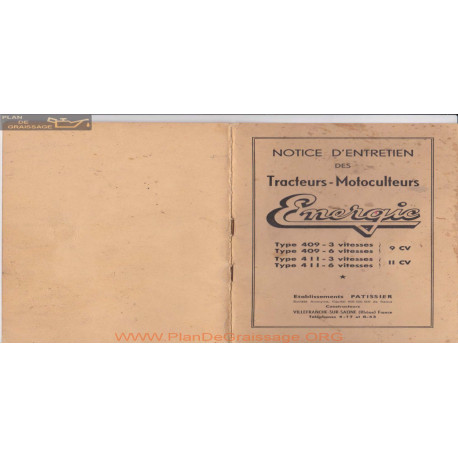 PLAN
DE
GRAISSAGE
NOTICE D'ENTRETIEN
DES
Tracteurs-Motoculteurs
Energic
Type 409-3 vitesses
Type 409-6 vitesses
9 CV
Type 411-3 vitesses
Type 411-6 vitesses
11 CV
Etablissements PATISSIER
Constructeurs
VILLEFRANCHE SUR SAONE (Rhône) France
www.PlanDeGraissage.ORG